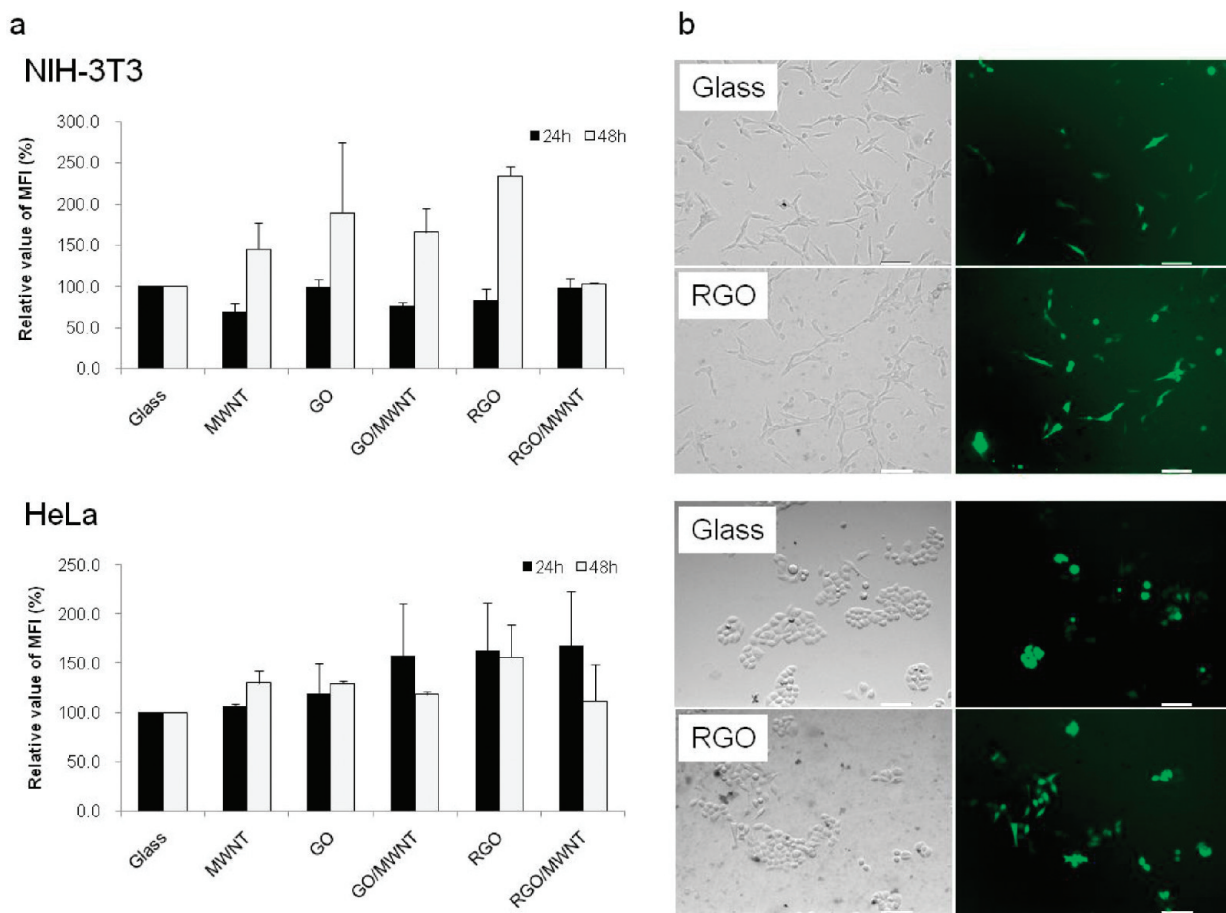 a
NIH-3T3
Relative value of MFI (%)
300.0
250.0
200.0
150.0
100.0
50.0
0.0
24h 48h
Glass MWNT GO GO/MWNT RGO RGO/MWNT
HeLa
Relative value of MFI (%)
250.0
200.0
150.0
100.0
50.0
0.0
24h 48h
Glass MWNT GO GO/MWNT RGO RGO/MWNT
b
Glass
RGO
Glass
RGO